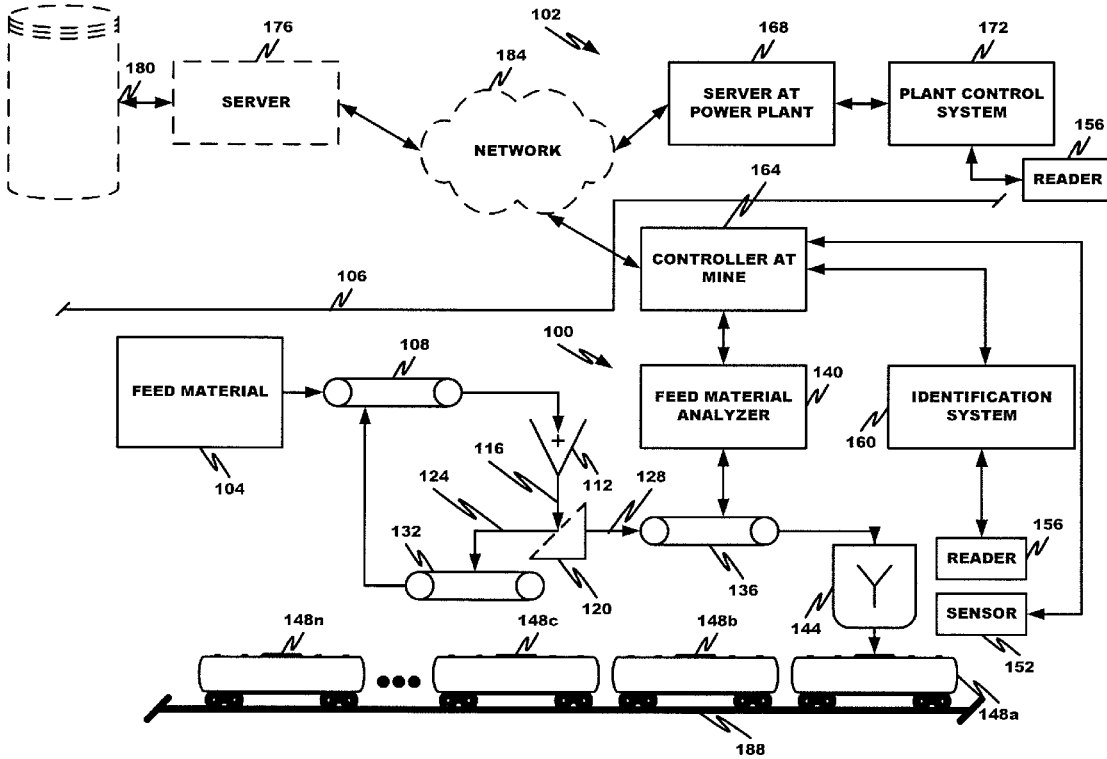 176
102
168
172
184
180
SERVER
SERVER AT
POWER PLANT
PLANT CONTROL
SYSTEM
156
NETWORK
READER
164
CONTROLLER AT
MINE
106
100
108
140
FEED MATERIAL
FEED MATERIAL
ANALYZER
IDENTIFICATION
SYSTEM
160
+
116
112
128
104
124
132
136
120
156
READER
144
SENSOR
152
148n
148c
148b
148a
188